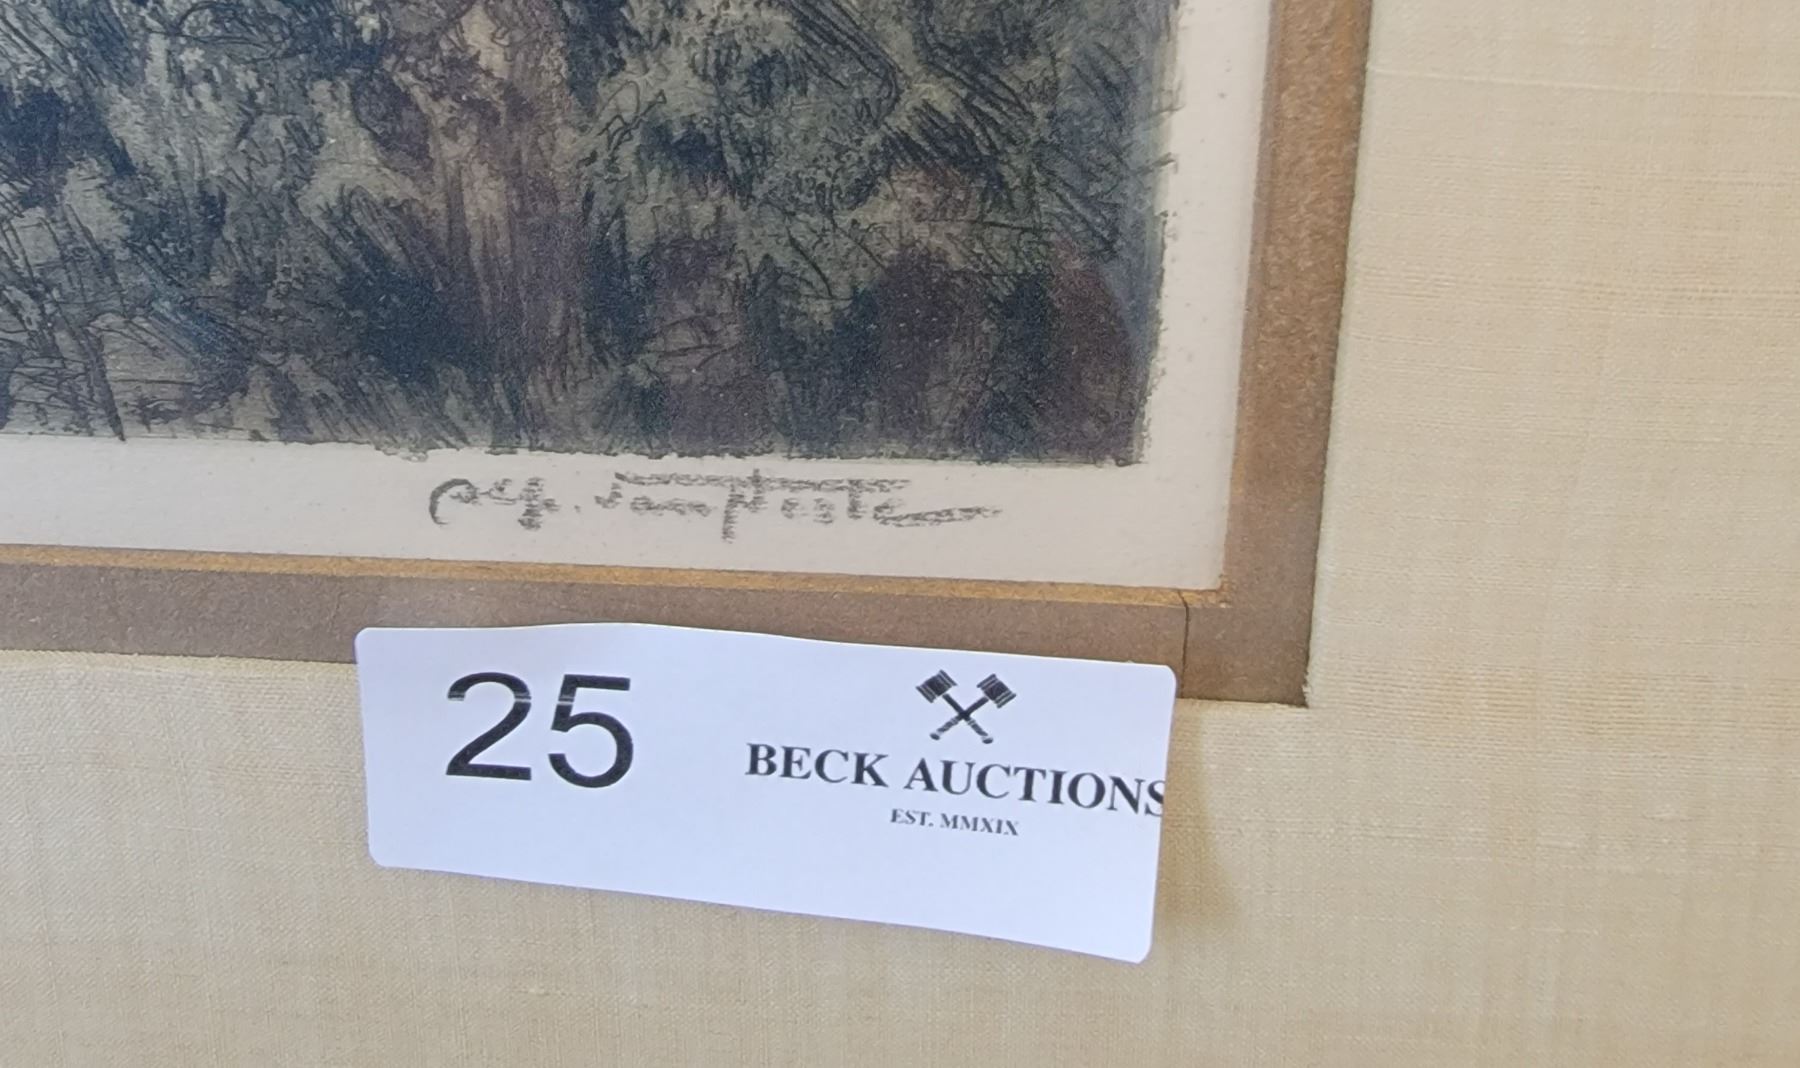 25
BECK AUCTIONS
EST. MMXIX